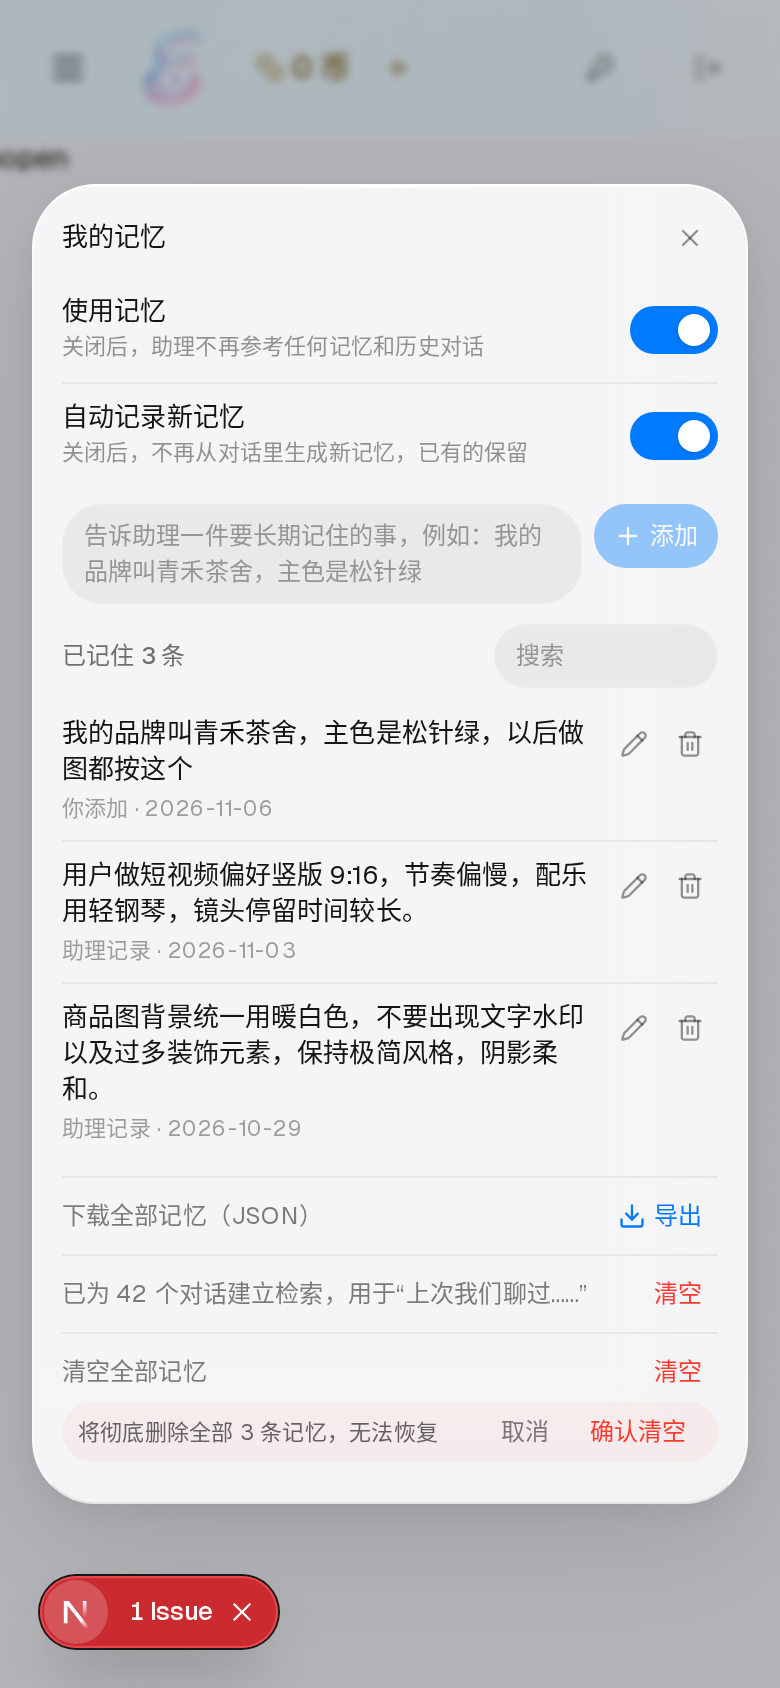 0 币
open
我的记忆
使用记忆
关闭后，助理不再参考任何记忆和历史对话
自动记录新记忆
关闭后，不再从对话里生成新记忆，已有的保留
告诉助理一件要长期记住的事，例如：我的
品牌叫青禾茶舍，主色是松针绿
添加
已记住 3 条
搜索
我的品牌叫青禾茶舍，主色是松针绿，以后做
图都按这个
你添加 · 2026-11-06
用户做短视频偏好竖版 9:16，节奏偏慢，配乐
用轻钢琴，镜头停留时间较长。
助理记录 · 2026-11-03
商品图背景统一用暖白色，不要出现文字水印
以及过多装饰元素，保持极简风格，阴影柔
和。
助理记录 · 2026-10-29
下载全部记忆（JSON）
导出
已为 42 个对话建立检索，用于“上次我们聊过……”
清空
清空全部记忆
清空
将彻底删除全部 3 条记忆，无法恢复
取消
确认清空
N
1 Issue